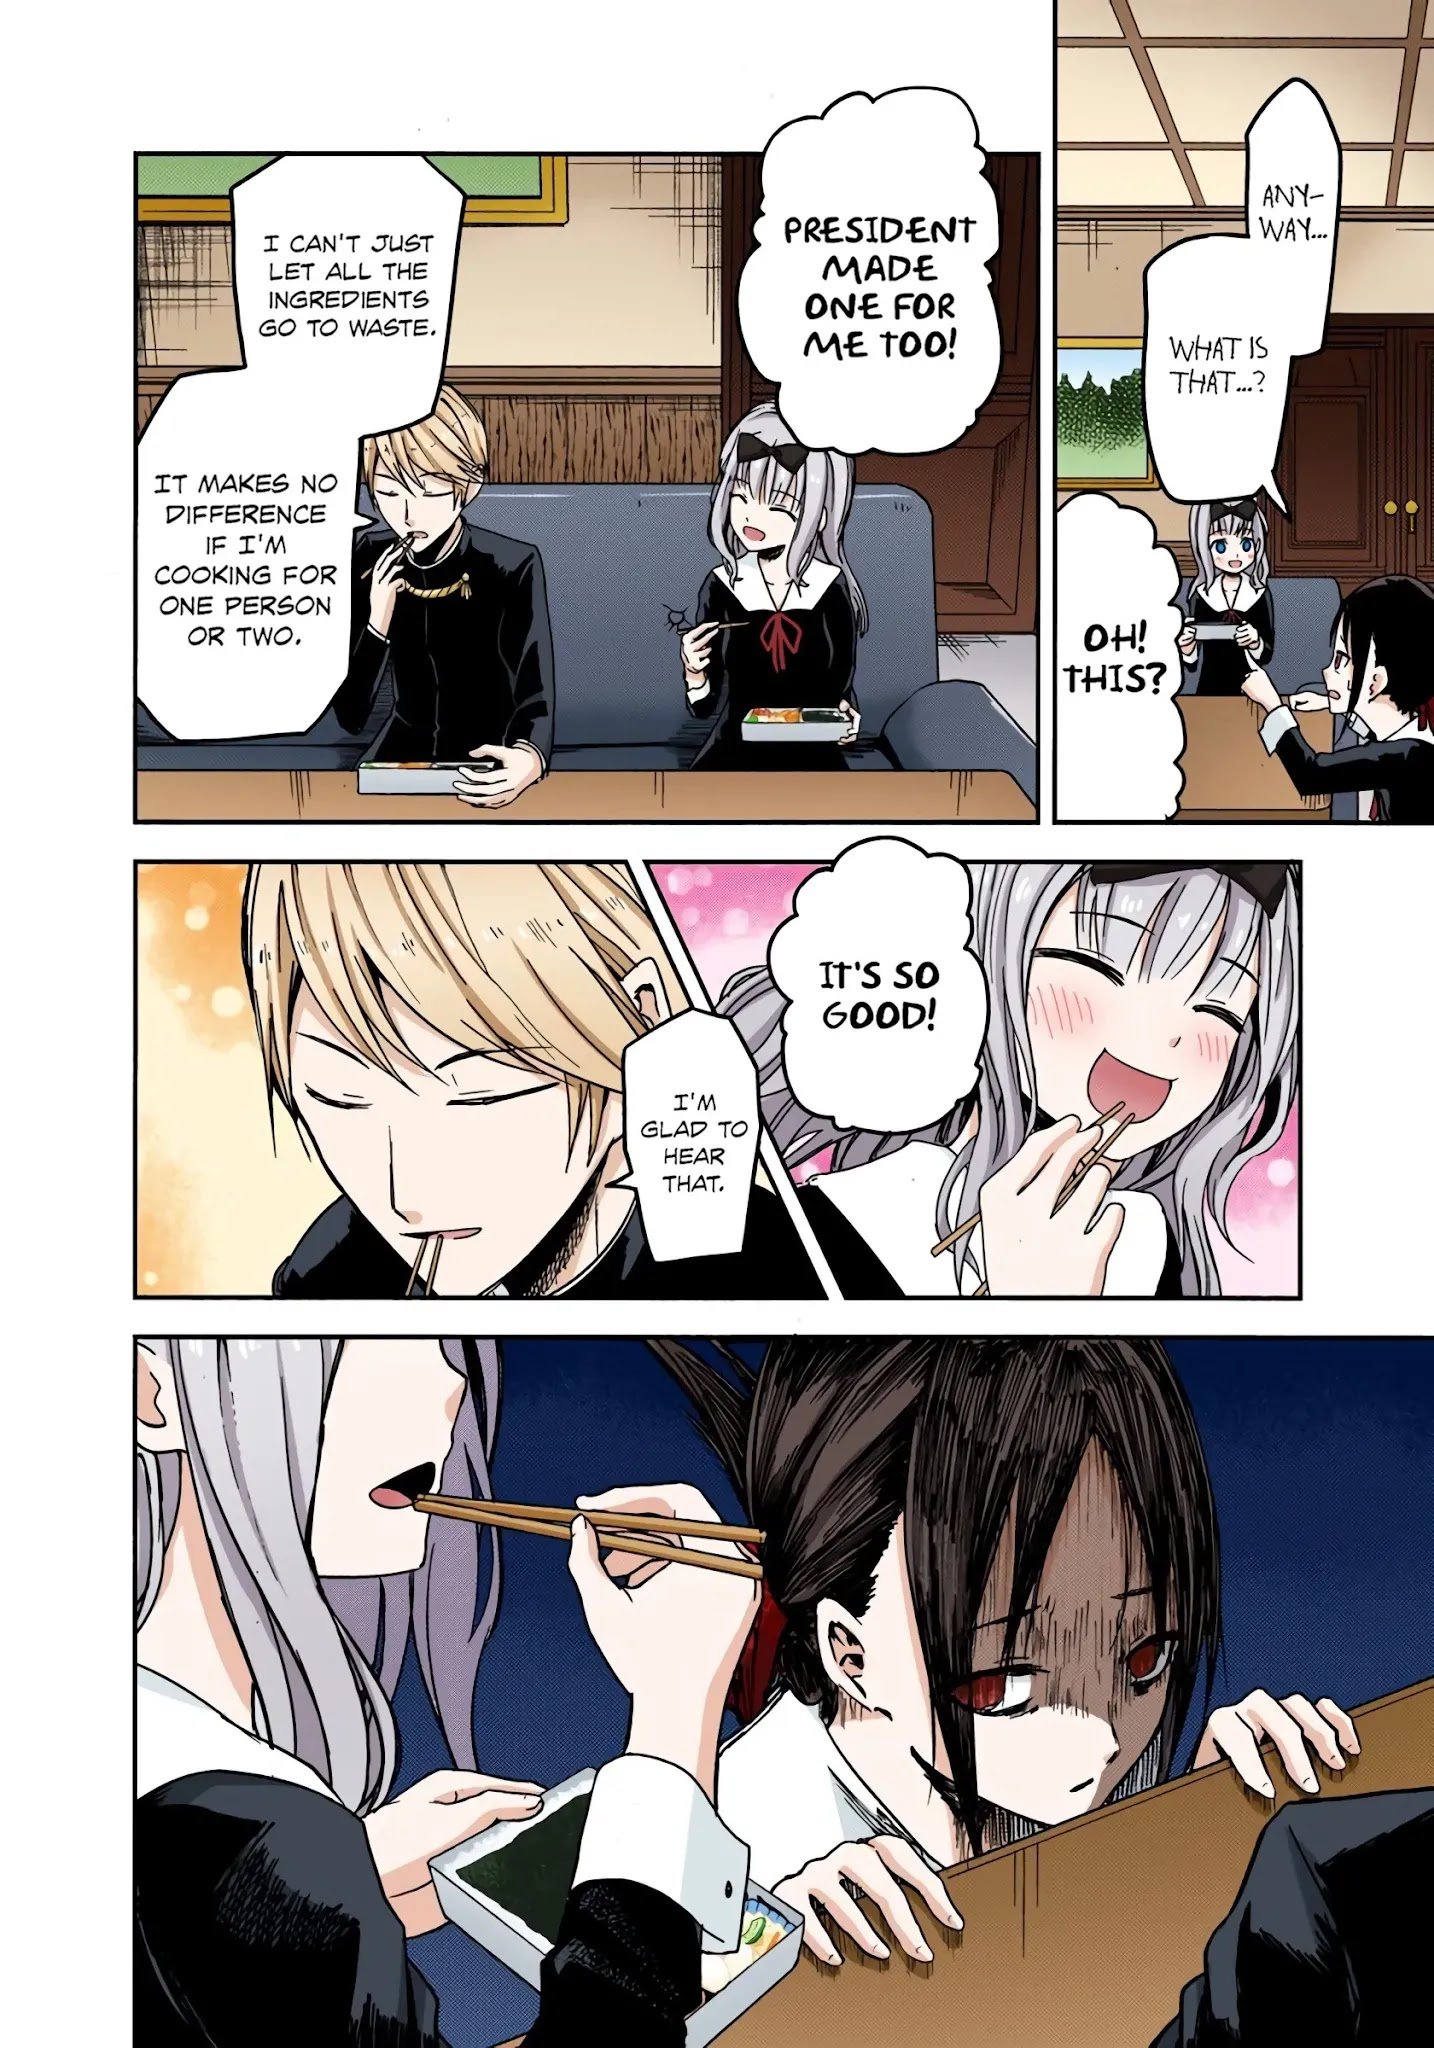 ANY-
WAY...
WHAT IS
THAT...?
OH!
THIS?
PRESIDENT
MADE
ONE FOR
ME TOO!
I CAN'T JUST
LET ALL THE
INGREDIENTS
GO TO WASTE.
IT MAKES NO
DIFFERENCE
IF I'M
COOKING FOR
ONE PERSON
OR TWO.
IT'S SO
GOOD!
I'M
GLAD TO
HEAR
THAT.